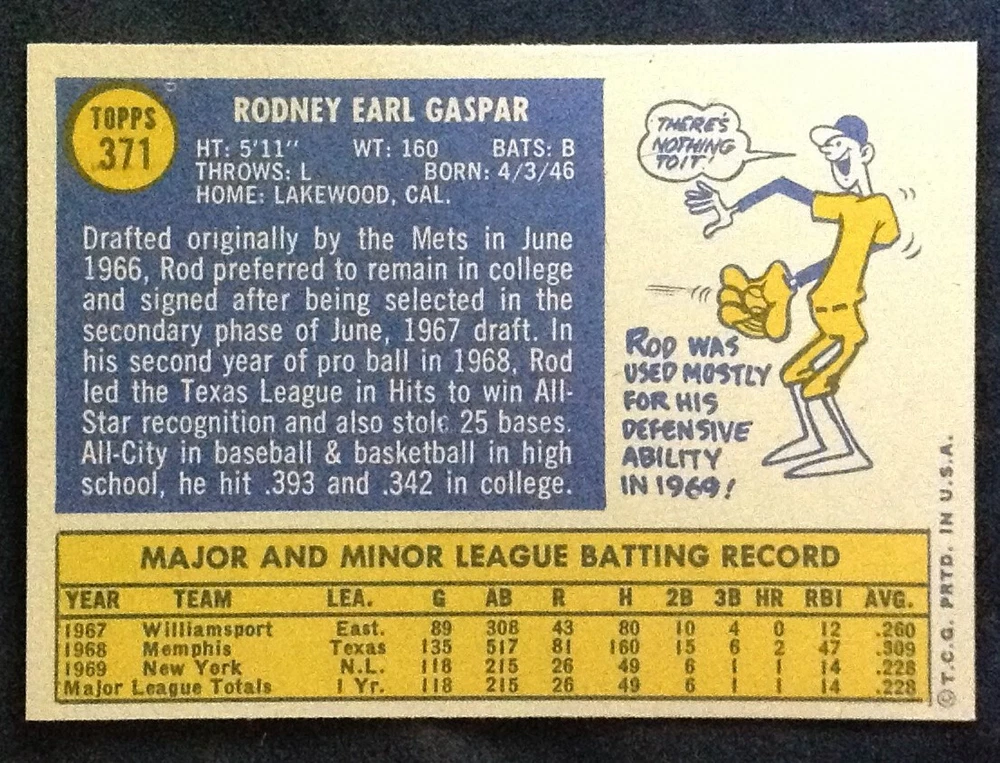 TOPPS
371
RODNEY EARL GASPAR
HT: 5'11" WT: 160 BATS: B
THROWS: L BORN: 4/3/46
HOME: LAKEWOOD, CAL.
Drafted originally by the Mets in June
1966, Rod preferred to remain in college
and signed after being selected in the
secondary phase of June, 1967 draft. In
his second year of pro ball in 1968, Rod
led the Texas League in Hits to win All-
Star recognition and also stole 25 bases.
All-City in baseball & basketball in high
school, he hit .393 and .342 in college.
THERE'S
NOTHING
TO IT!
ROD WAS
USED MOSTLY
FOR HIS
DEFENSIVE
ABILITY
IN 1969!
MAJOR AND MINOR LEAGUE BATTING RECORD
YEAR TEAM LEA. G AB R H 2B 3B HR RBI AVG.
1967 Williamsport East. 89 308 43 80 10 4 0 12 .260
1968 Memphis Texas 135 517 81 160 15 6 2 47 .309
1969 New York N.L. 118 215 26 49 6 1 1 14 .228
Major League Totals 1 Yr. 118 215 26 49 6 1 1 14 .228
©T.C.G. PRTD. IN U.S.A.